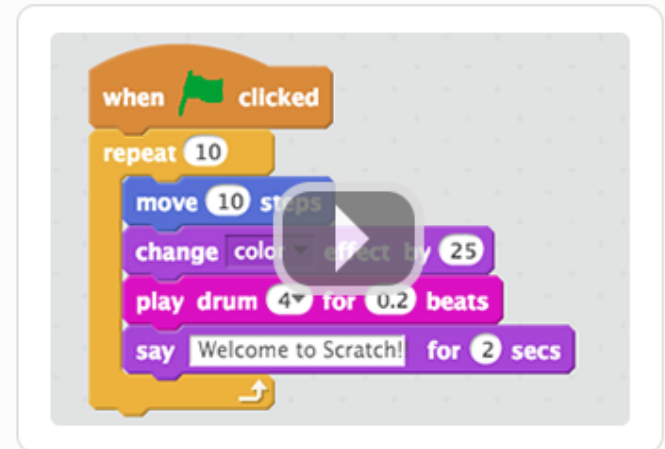 when clicked
repeat 10
move 10 steps
change color effect by 25
play drum 4 for 0.2 beats
say Welcome to Scratch! for 2 secs